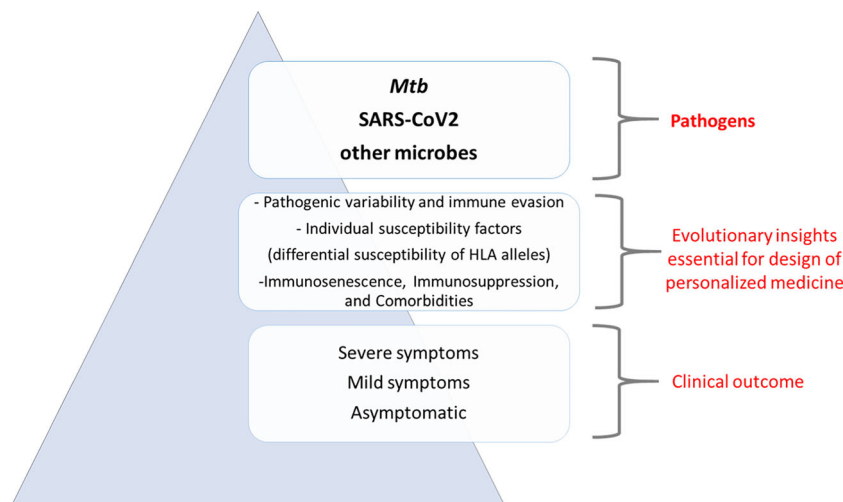 Mtb
SARS-CoV2
other microbes
Pathogens
- Pathogenic variability and immune evasion
- Individual susceptibility factors
(differential susceptibility of HLA alleles)
-Immunosenescence, Immunosuppression,
and Comorbidities
Evolutionary insights
essential for design of
personalized medicine
Severe symptoms
Mild symptoms
Asymptomatic
Clinical outcome